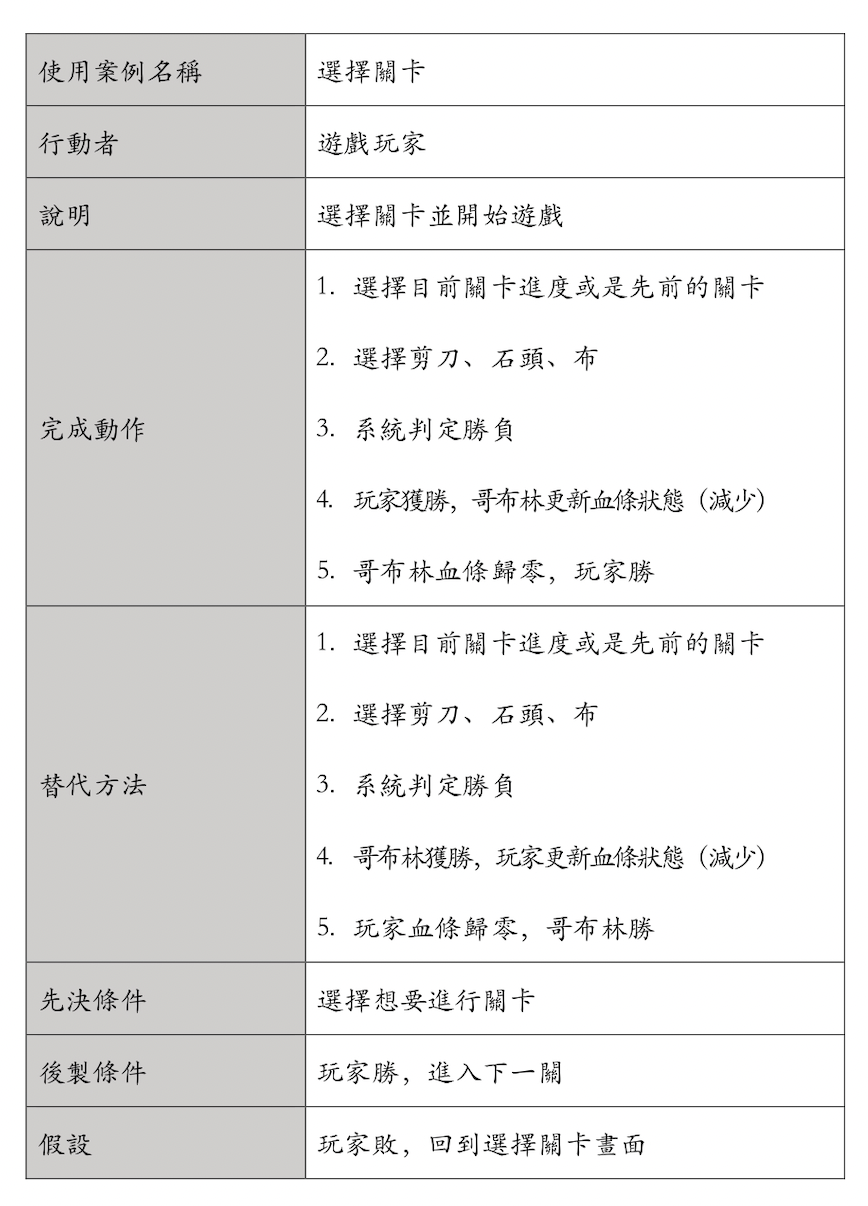 使用案例名稱 選擇關卡
行動者 遊戲玩家
說明 選擇關卡並開始遊戲
完成動作
1. 選擇目前關卡進度或是先前的關卡
2. 選擇剪刀、石頭、布
3. 系統判定勝負
4. 玩家獲勝，哥布林更新血條狀態（減少）
5. 哥布林血條歸零，玩家勝
替代方法
1. 選擇目前關卡進度或是先前的關卡
2. 選擇剪刀、石頭、布
3. 系統判定勝負
4. 哥布林獲勝，玩家更新血條狀態（減少）
5. 玩家血條歸零，哥布林勝
先決條件 選擇想要進行關卡
後製條件 玩家勝，進入下一關
假設 玩家敗，回到選擇關卡畫面